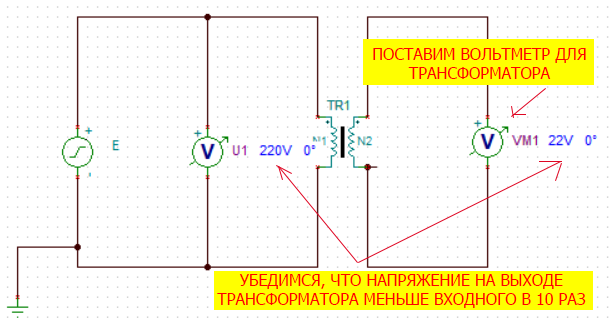 ПОСТАВИМ ВОЛЬТМЕТР ДЛЯ
ТРАНСФОРМАТОРА
TR1
+
+
+
E
V
U1 220V 0°
N1
N2
V
VM1 22V 0°
УБЕДИМСЯ, ЧТО НАПРЯЖЕНИЕ НА ВЫХОДЕ
ТРАНСФОРМАТОРА МЕНЬШЕ ВХОДНОГО В 10 РАЗ